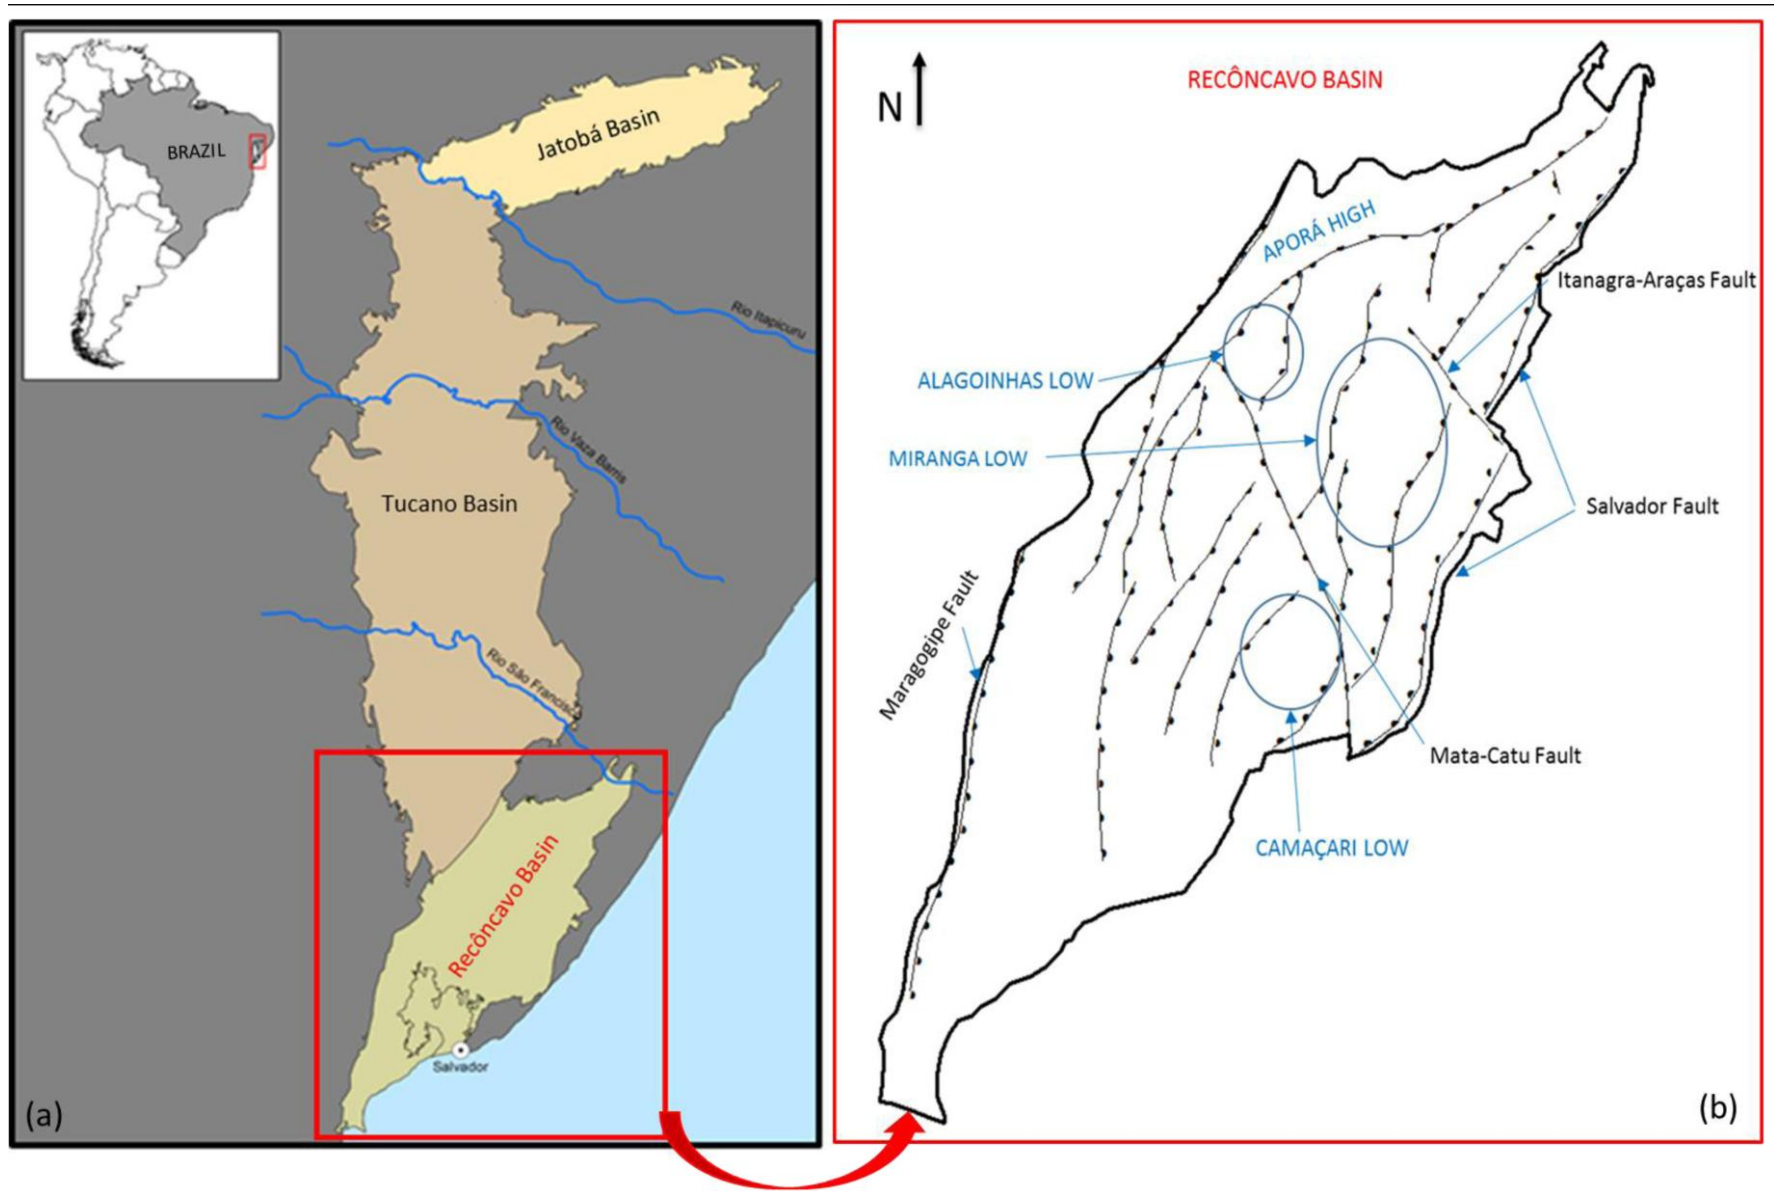 BRAZIL
Jatobá Basin
Rio Itapicuru
Rio Vaza Barris
Tucano Basin
Rio São Francisco
Recôncavo Basin
Salvador
(a)
RECÔNCAVO BASIN
N
APORÁ HIGH
Itanagra-Araças Fault
ALAGOINHAS LOW
MIRANGA LOW
Salvador Fault
Maragogipe Fault
Mata-Catu Fault
CAMAÇARI LOW
(b)